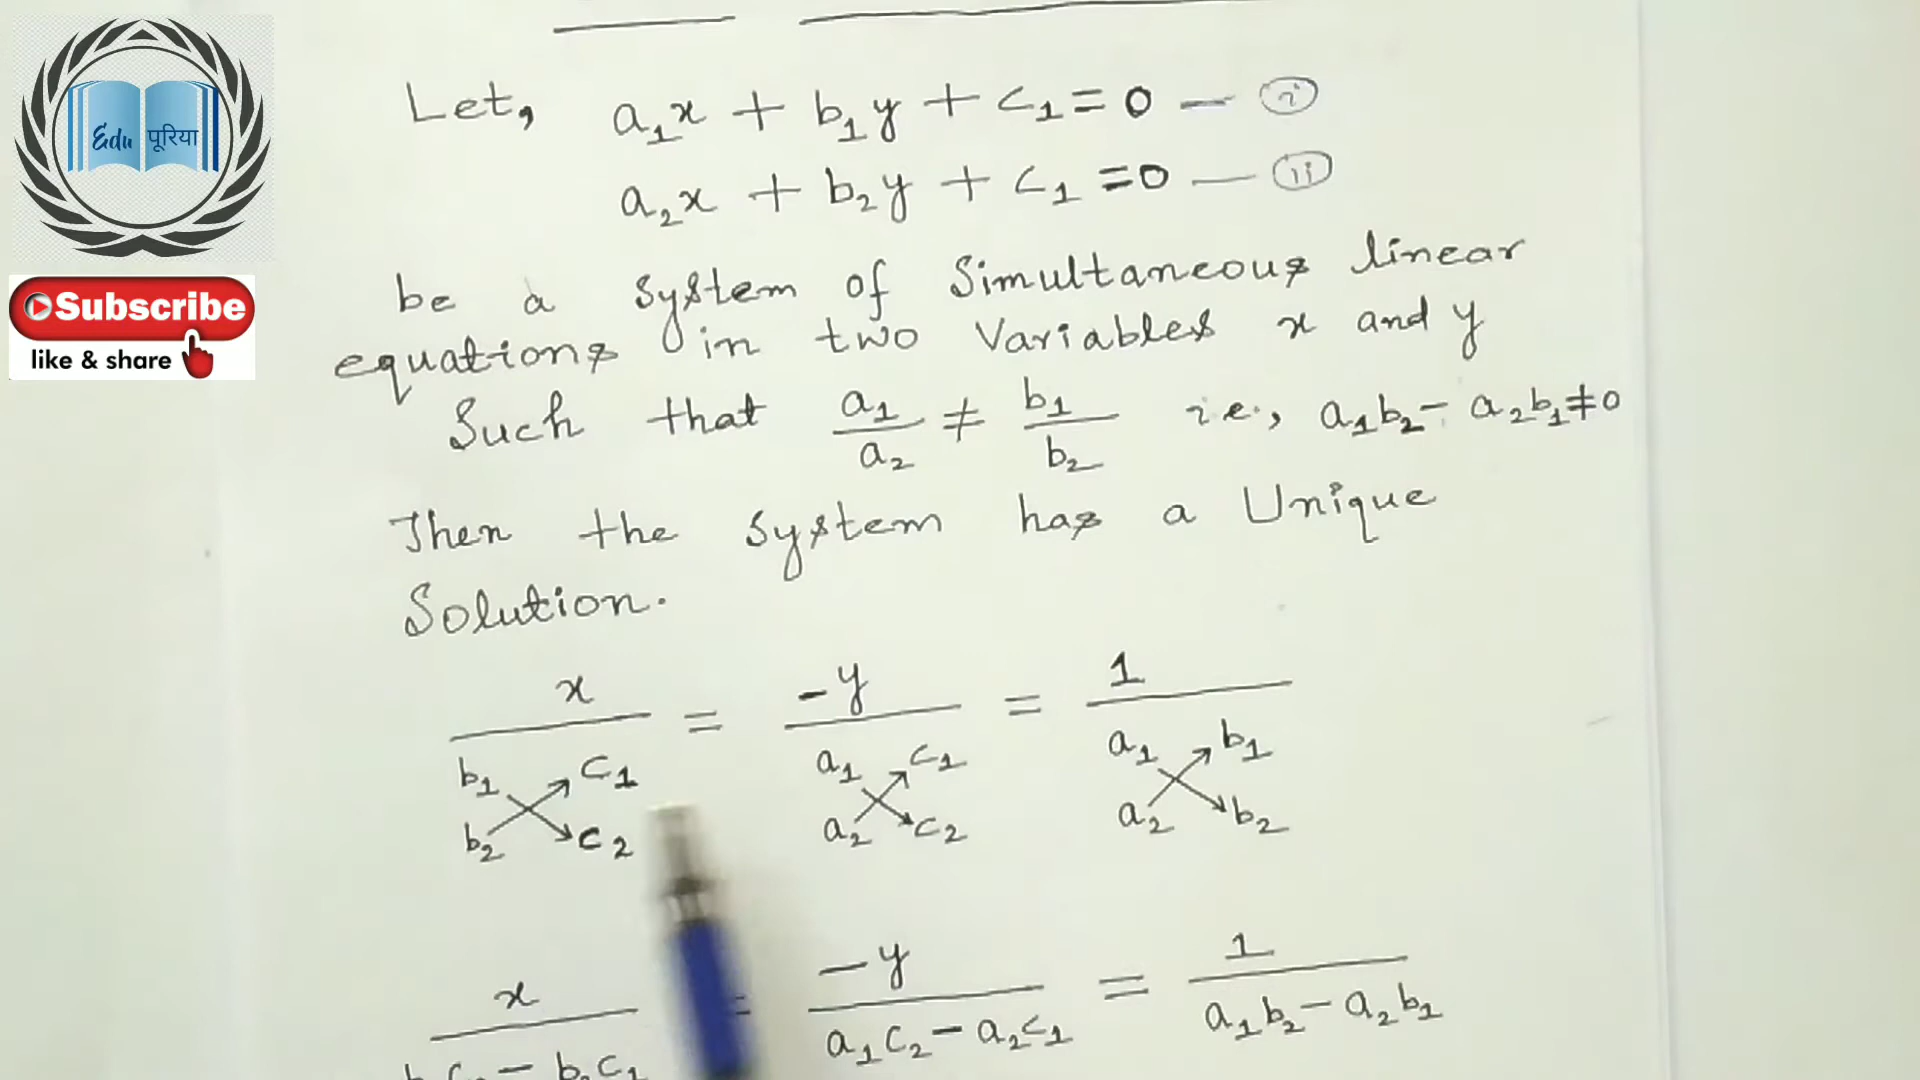 Edu पूरिया
Subscribe
like & share
Let, a₁x + b₁y + c₁ = 0 — (i)
a₂x + b₂y + c₁ = 0 — (ii)
be a system of Simultaneous linear
equations in two Variables x and y
Such that a₁/a₂ ≠ b₁/b₂ i.e., a₁b₂ - a₂b₁ ≠ 0
Then the system has a Unique
Solution.
x = -y = 1
b₁ c₁ a₁ c₁ a₁ b₁
b₂ c₂ a₂ c₂ a₂ b₂
x = -y = 1
a₁c₂ - a₂c₁ a₁b₂ - a₂b₁